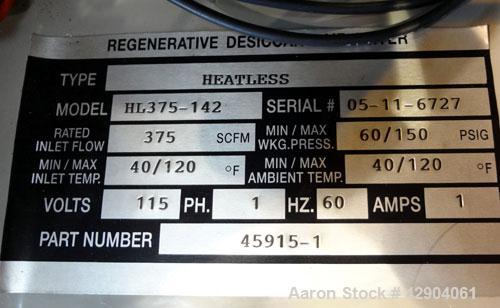 REGENERATIVE
TYPE HEATLESS
MODEL HL375-142 SERIAL # 05-11-6727
RATED INLET FLOW 375 SCFM MIN / MAX WKG.PRESS. 60/150 PSIG
MIN / MAX INLET TEMP. 40/120 °F MIN / MAX AMBIENT TEMP. 40/120 °F
VOLTS 115 PH. 1 HZ. 60 AMPS 1
PART NUMBER 45915-1
Aaron Stock # 42904061